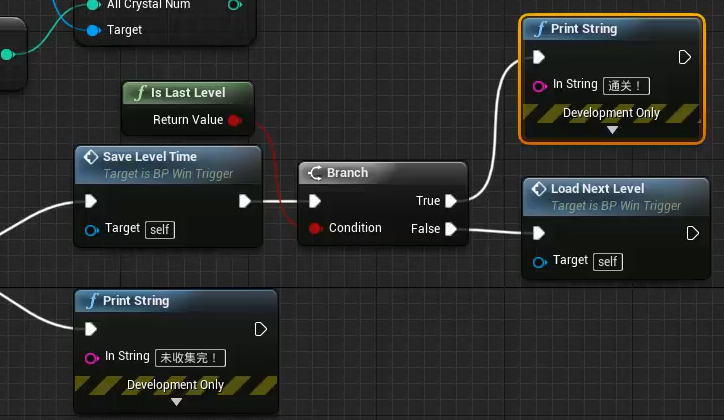 All Crystal Num
Target
Is Last Level
Return Value
Save Level Time
Target is BP Win Trigger
Target self
Branch
True
Condition
False
Print String
In String 通关！
Development Only
Load Next Level
Target is BP Win Trigger
Target self
Print String
In String 未收集完！
Development Only